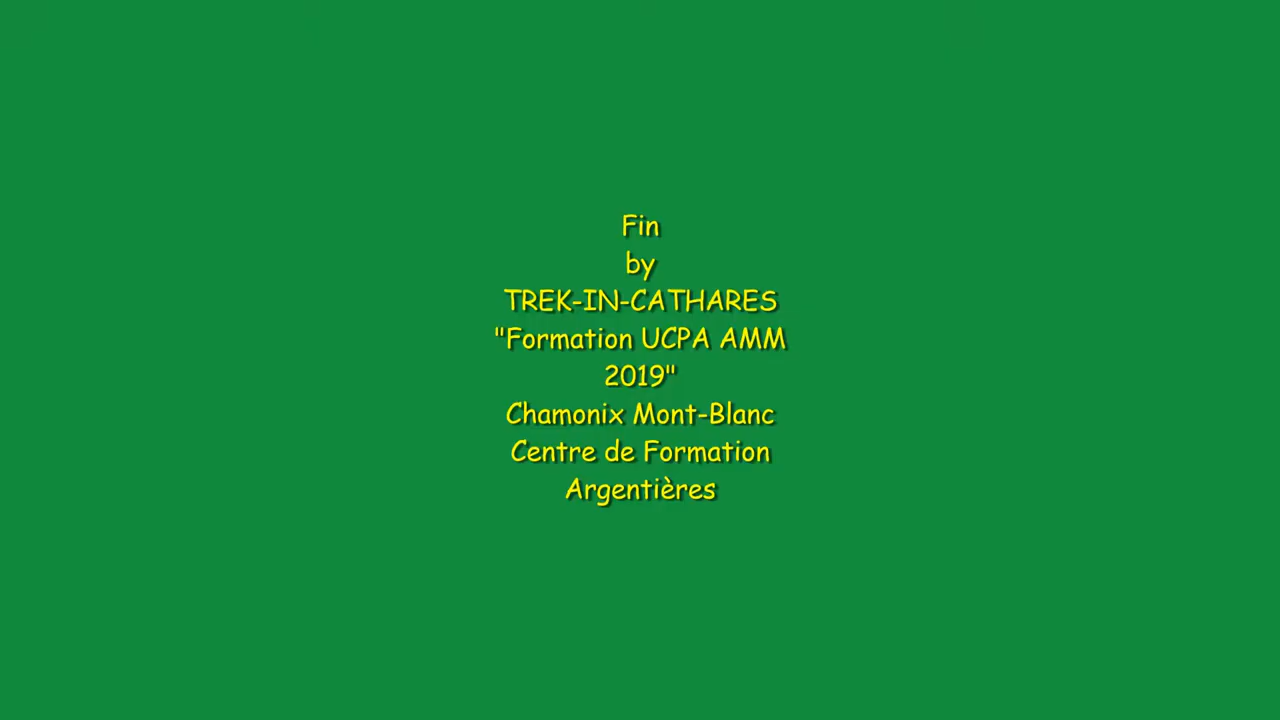 Fin
by
TREK-IN-CATHARES
"Formation UCPA AMM
2019"
Chamonix Mont-Blanc
Centre de Formation
Argentières